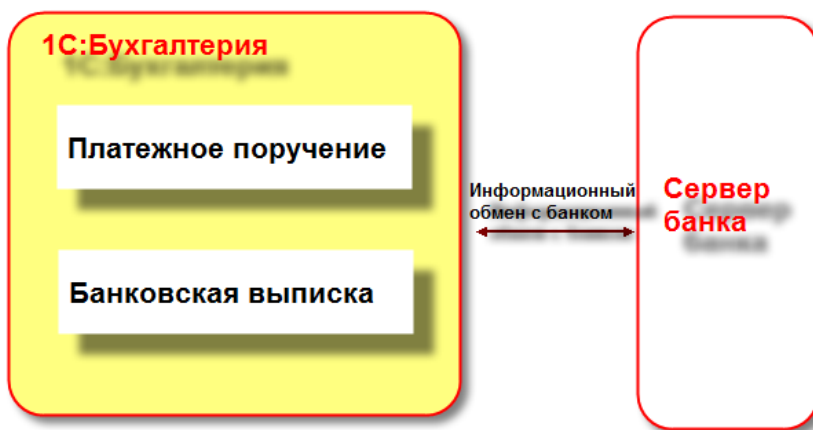 1С:Бухгалтерия
Платежное поручение
Банковская выписка
Информационный
обмен с банком
Сервер
банка